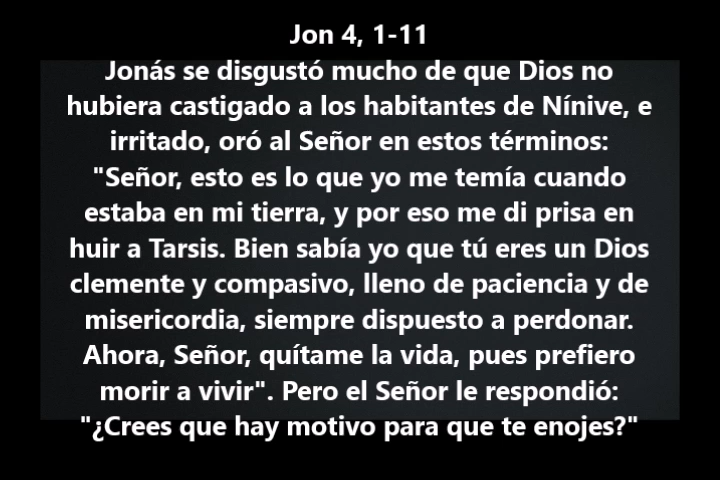 Jon 4, 1-11
Jonás se disgustó mucho de que Dios no
hubiera castigado a los habitantes de Nínive, e
irritado, oró al Señor en estos términos:
"Señor, esto es lo que yo me temía cuando
estaba en mi tierra, y por eso me di prisa en
huir a Tarsis. Bien sabía yo que tú eres un Dios
clemente y compasivo, lleno de paciencia y de
misericordia, siempre dispuesto a perdonar.
Ahora, Señor, quítame la vida, pues prefiero
morir a vivir". Pero el Señor le respondió:
"¿Crees que hay motivo para que te enojes?"